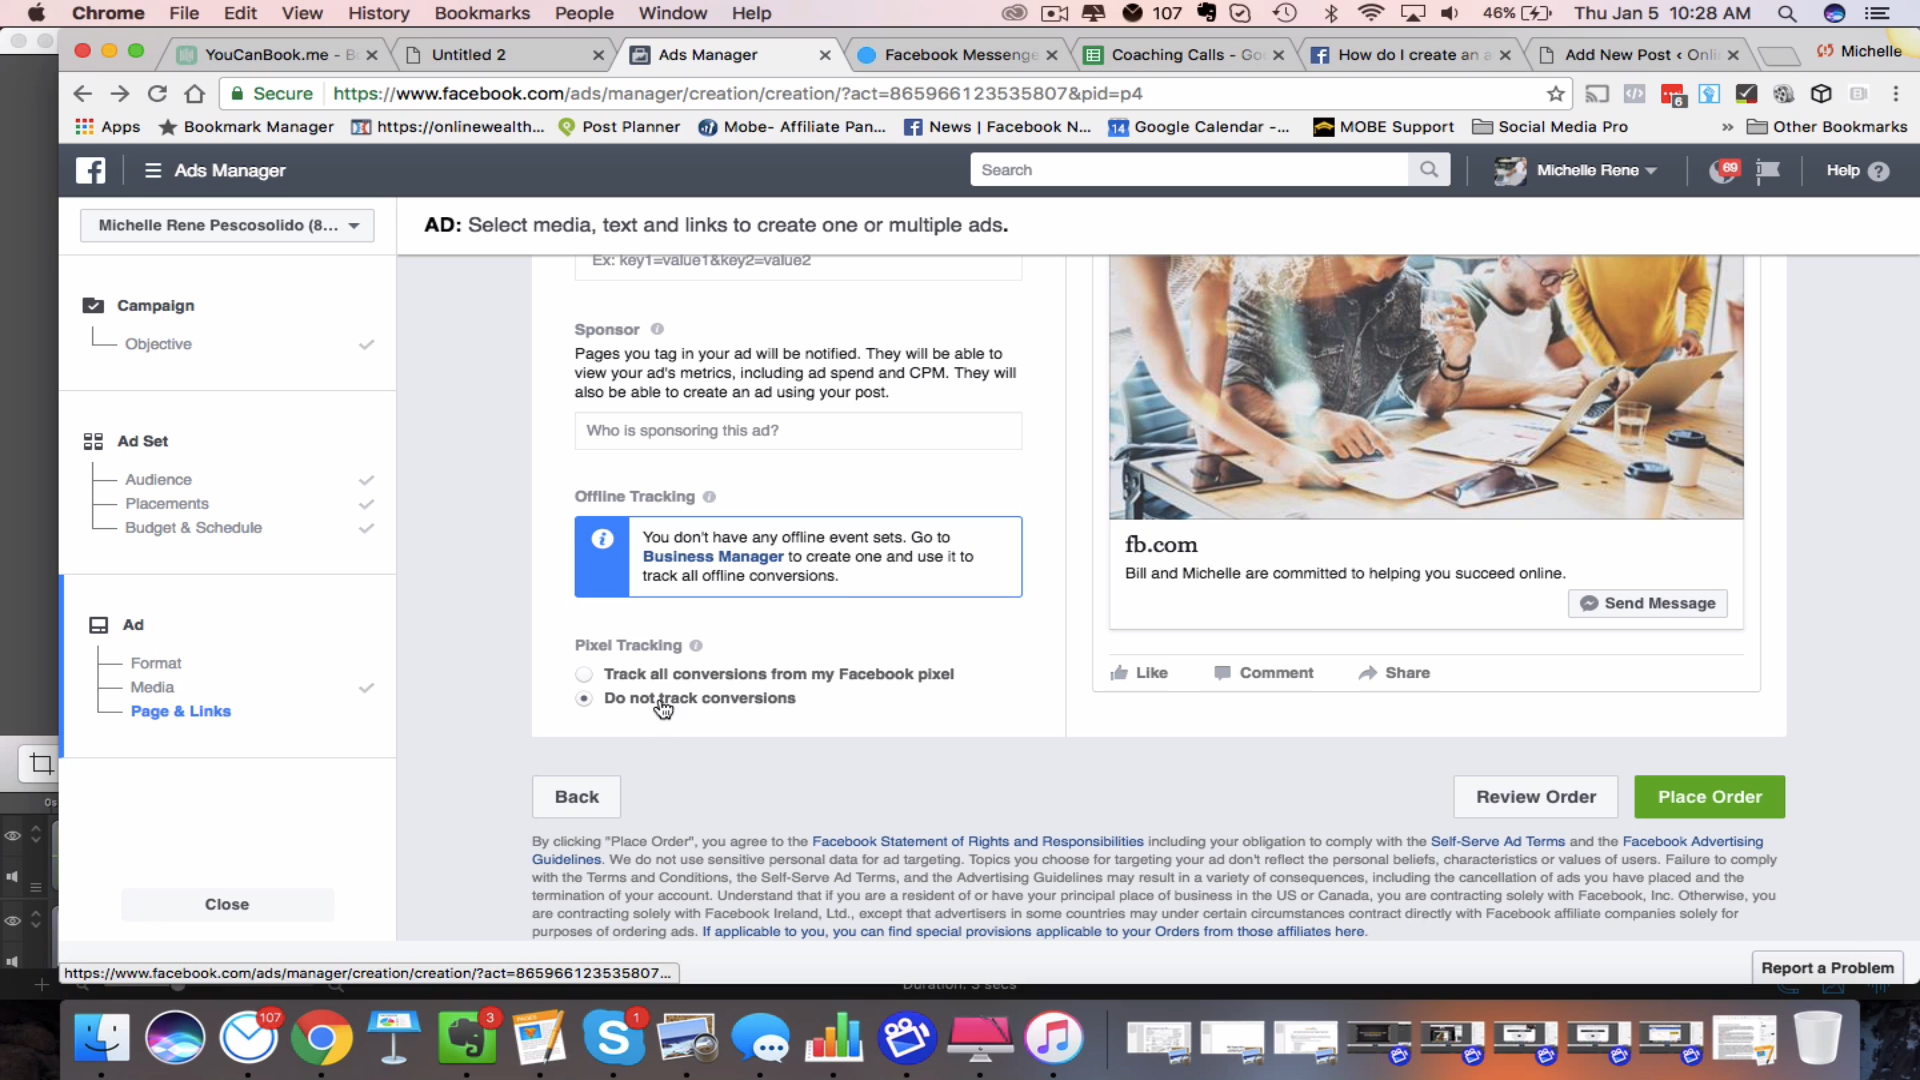 Chrome File Edit View History Bookmarks People Window Help 107 46% Thu Jan 5 10:28 AM
YouCanBook.me - B Untitled 2 Ads Manager Facebook Messenge Coaching Calls - Go How do I create an a Add New Post ‹ Onli Michelle
Secure https://www.facebook.com/ads/manager/creation/creation/?act=865966123535807&pid=p4 6
Apps Bookmark Manager https://onlinewealth... Post Planner Mobe- Affiliate Pan... News | Facebook N... 14 Google Calendar -... MOBE Support Social Media Pro » Other Bookmarks
Ads Manager Search Michelle Rene 69 Help ?
Michelle Rene Pescosolido (8...
AD: Select media, text and links to create one or multiple ads.
Campaign
Objective
Ad Set
Audience
Placements
Budget & Schedule
Ad
Format
Media
Page & Links
Close
Ex: key1=value1&key2=value2
Sponsor
Pages you tag in your ad will be notified. They will be able to
view your ad's metrics, including ad spend and CPM. They will
also be able to create an ad using your post.
Who is sponsoring this ad?
Offline Tracking
You don't have any offline event sets. Go to
Business Manager to create one and use it to
track all offline conversions.
Pixel Tracking
Track all conversions from my Facebook pixel
Do not track conversions
fb.com
Bill and Michelle are committed to helping you succeed online.
Send Message
Like Comment Share
Back Review Order Place Order
By clicking "Place Order", you agree to the Facebook Statement of Rights and Responsibilities including your obligation to comply with the Self-Serve Ad Terms and the Facebook Advertising
Guidelines. We do not use sensitive personal data for ad targeting. Topics you choose for targeting your ad don't reflect the personal beliefs, characteristics or values of users. Failure to comply
with the Terms and Conditions, the Self-Serve Ad Terms, and the Advertising Guidelines may result in a variety of consequences, including the cancellation of ads you have placed and the
termination of your account. Understand that if you are a resident of or have your principal place of business in the US or Canada, you are contracting solely with Facebook, Inc. Otherwise, you
are contracting solely with Facebook Ireland, Ltd., except that advertisers in some countries may under certain circumstances contract directly with Facebook affiliate companies solely for
purposes of ordering ads. If applicable to you, you can find special provisions applicable to your Orders from those affiliates here.
https://www.facebook.com/ads/manager/creation/creation/?act=865966123535807...
Report a Problem
Duration: 3 secs
0s
107 3 PAGES 1